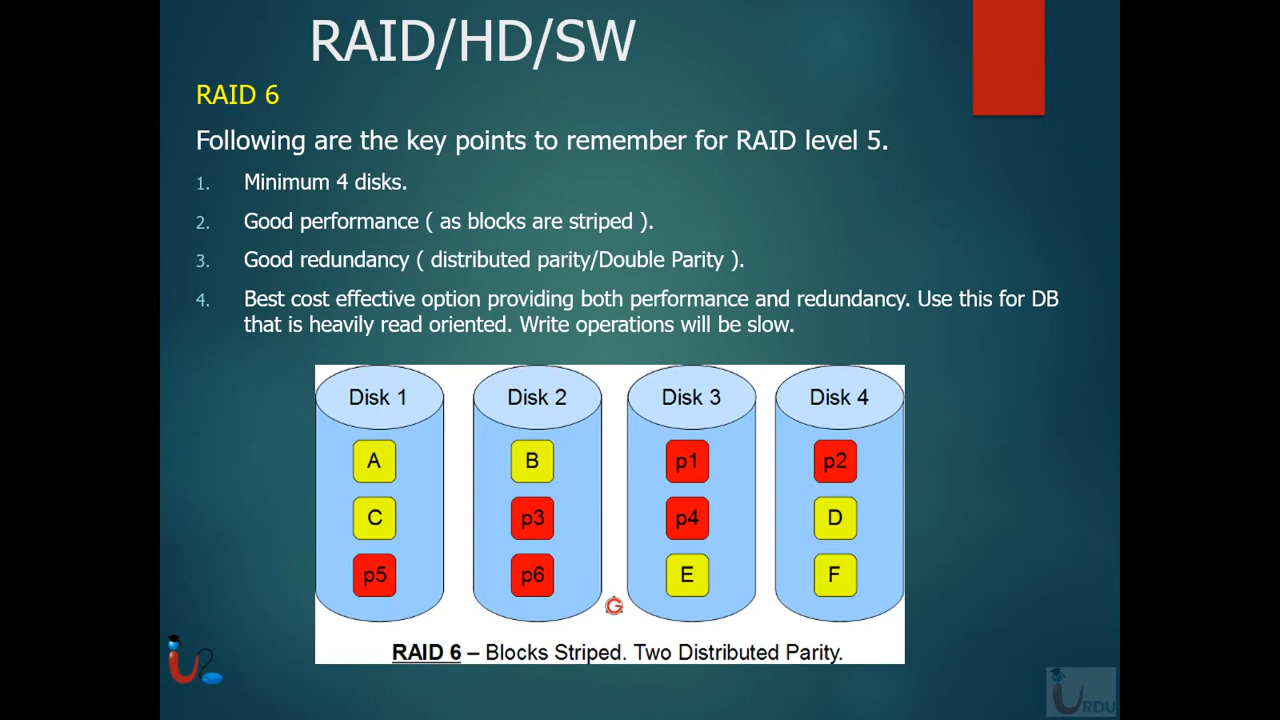 RAID/HD/SW
RAID 6
Following are the key points to remember for RAID level 5.
1. Minimum 4 disks.
2. Good performance ( as blocks are striped ).
3. Good redundancy ( distributed parity/Double Parity ).
4. Best cost effective option providing both performance and redundancy. Use this for DB
that is heavily read oriented. Write operations will be slow.
Disk 1 Disk 2 Disk 3 Disk 4
A B p1 p2
C p3 p4 D
p5 p6 E F
G
RAID 6 – Blocks Striped. Two Distributed Parity.
URDU